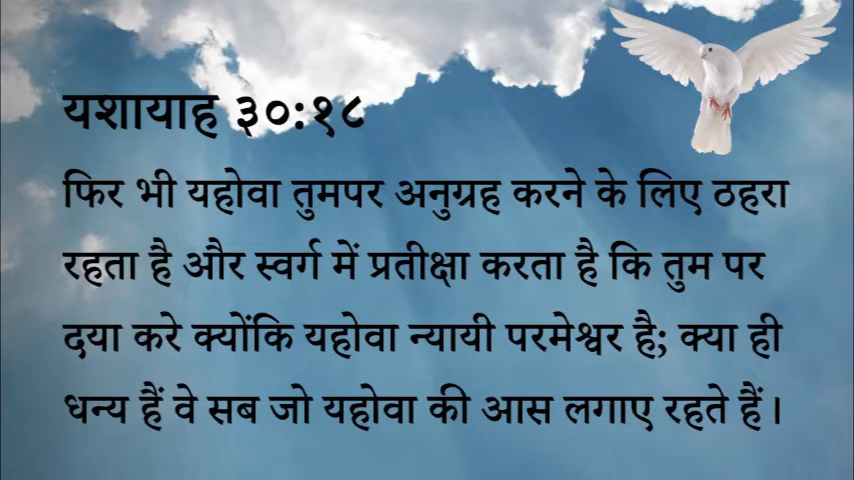 यशायाह ३०:१८
फिर भी यहोवा तुमपर अनुग्रह करने के लिए ठहरा
रहता है और स्वर्ग में प्रतीक्षा करता है कि तुम पर
दया करे क्योंकि यहोवा न्यायी परमेश्वर है; क्या ही
धन्य हैं वे सब जो यहोवा की आस लगाए रहते हैं।